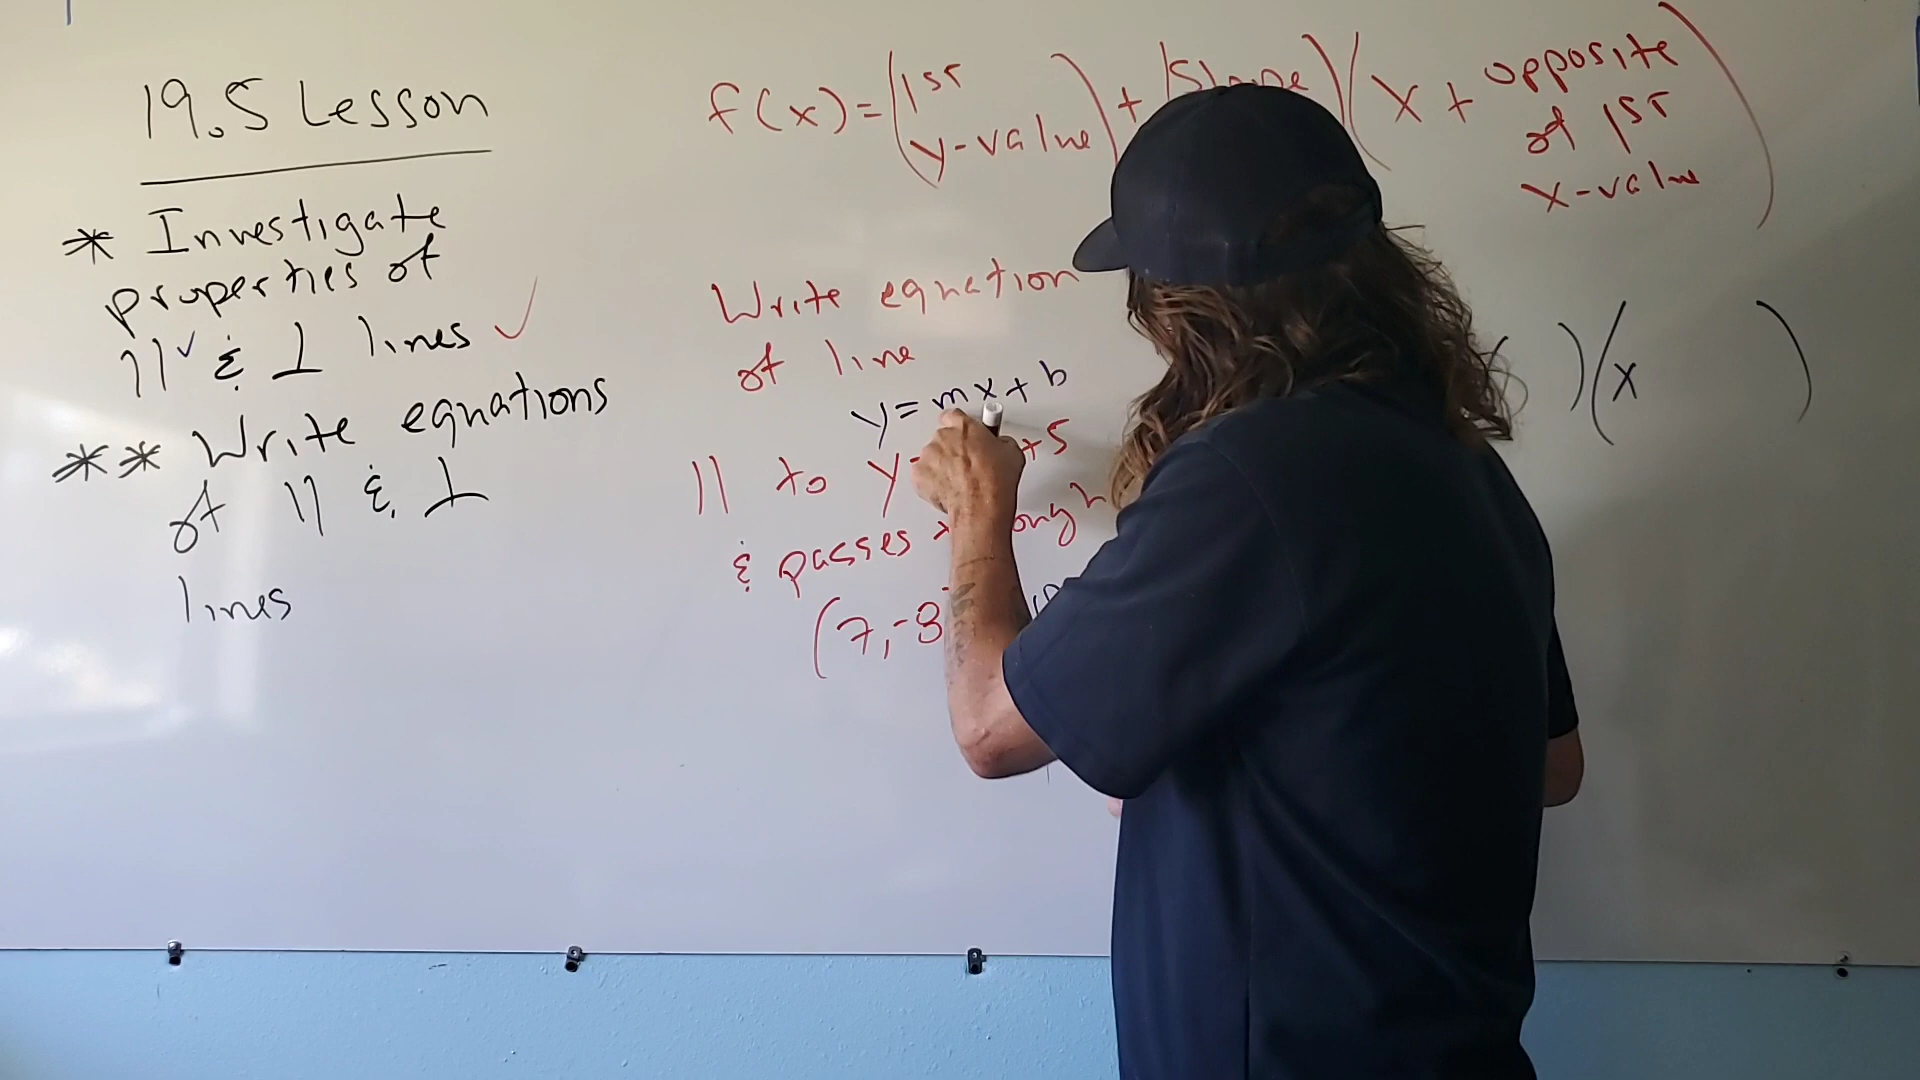 19.5 Lesson
* Investigate
properties of
|| & ⊥ lines
** Write equations
of || & ⊥
lines
f(x)=(1ST y-value)+(Slope)(x+opposite of 1ST x-value)
Write equation
of line
y=mx+b
|| to y= +5
& passes through
(7,-8
)(x )